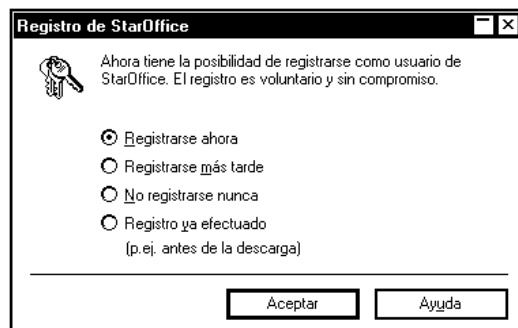 Registro de StarOffice
Ahora tiene la posibilidad de registrarse como usuario de
StarOffice. El registro es voluntario y sin compromiso.
Registrarse ahora
Registrarse más tarde
No registrarse nunca
Registro ya efectuado
(p.ej. antes de la descarga)
Aceptar
Ayuda